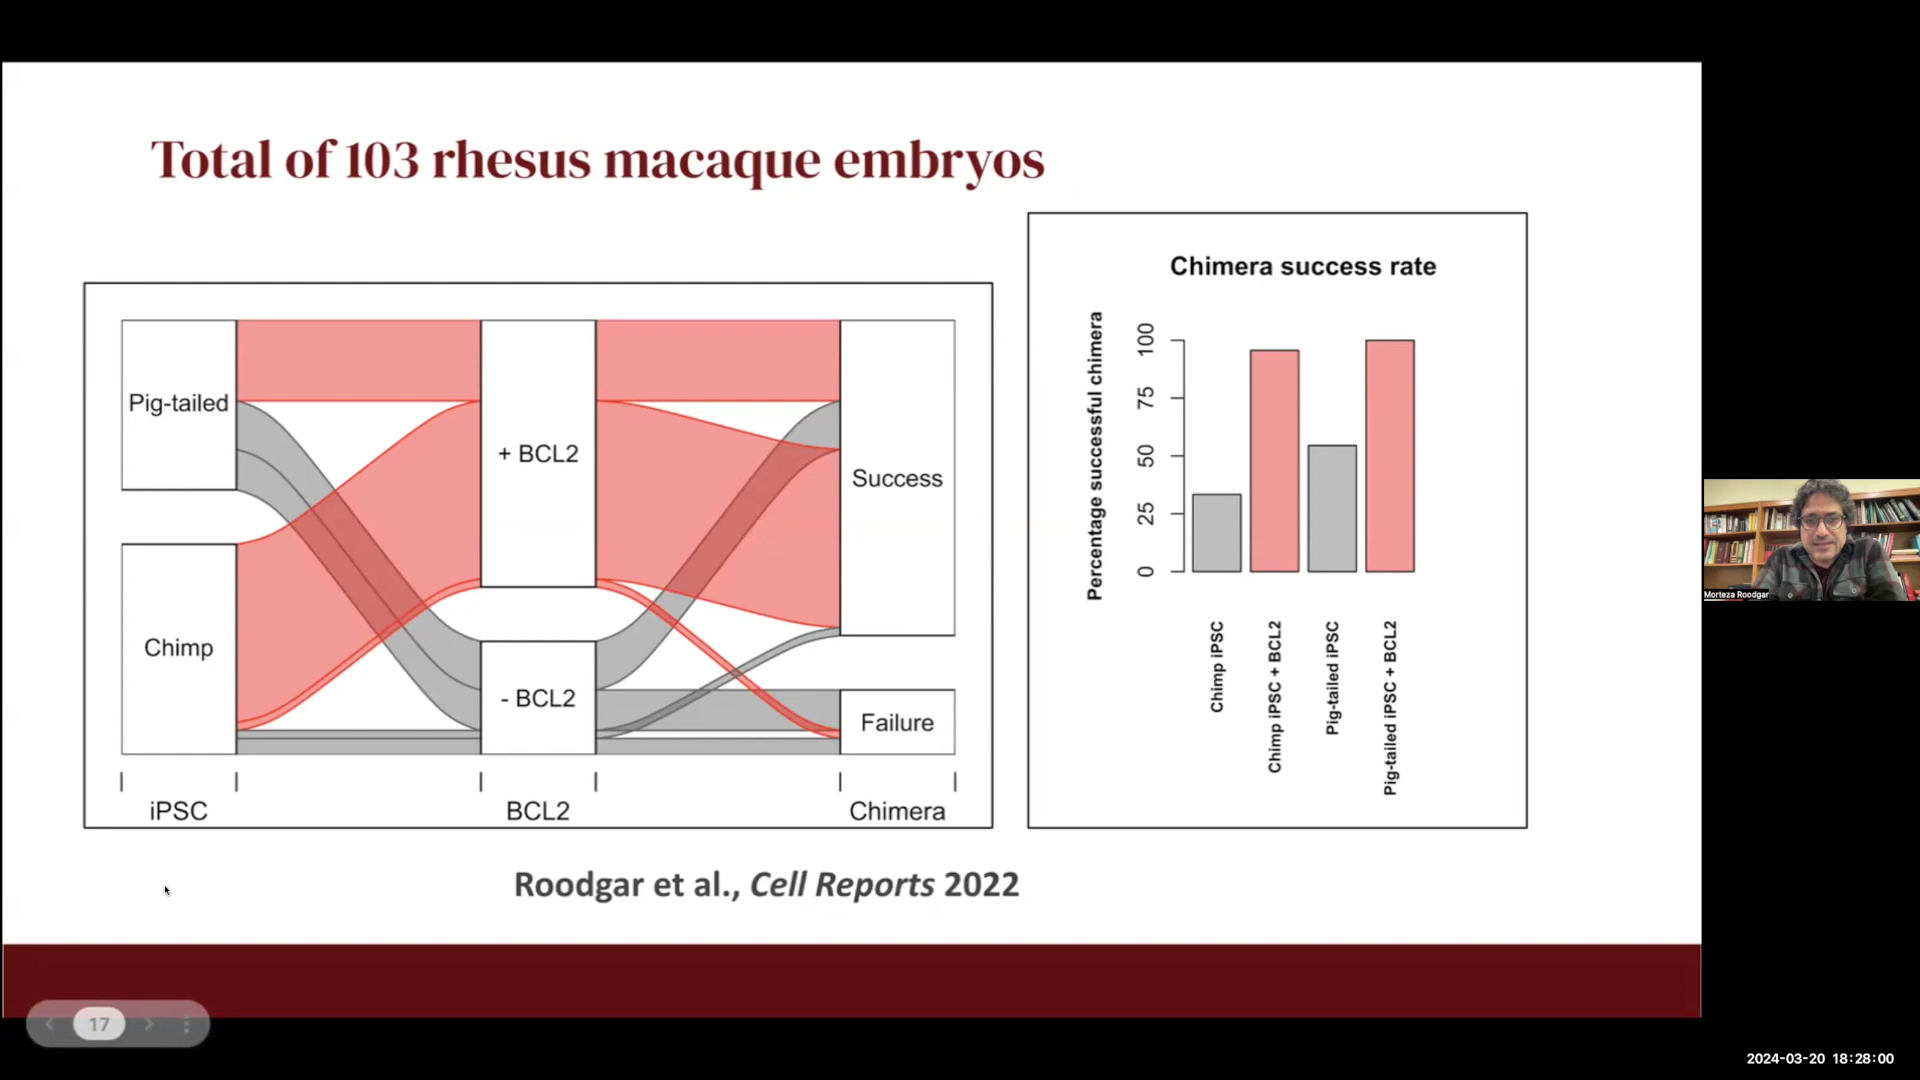 Total of 103 rhesus macaque embryos
Pig-tailed
Chimp
+ BCL2
- BCL2
Success
Failure
iPSC
BCL2
Chimera
Chimera success rate
Percentage successful chimera
100
75
50
25
0
Chimp iPSC
Chimp iPSC + BCL2
Pig-tailed iPSC
Pig-tailed iPSC + BCL2
Roodgar et al., Cell Reports 2022
17
Morteza Roodgar
2024-03-20 18:28:00